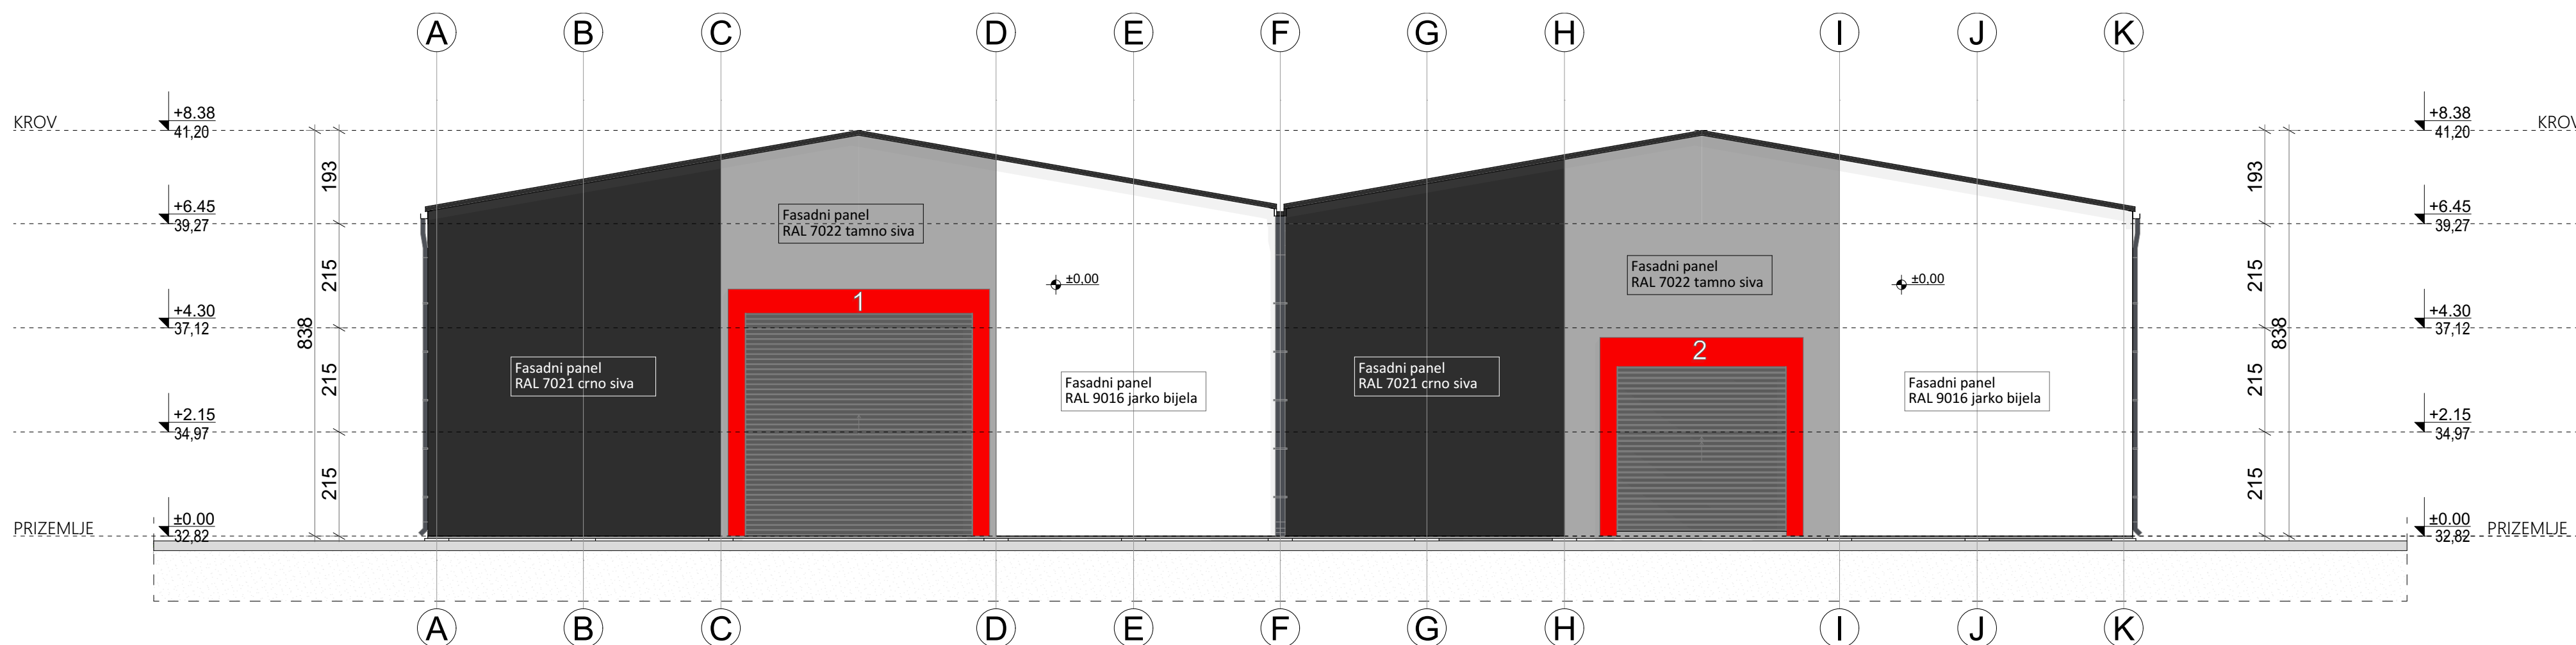 A B C D E F G H I J K
KROV
+8.38
41,20
193
+6.45
39,27
215
+4.30
37,12
838
215
+2.15
34,97
215
PRIZEMLJE
±0.00
32,82
Fasadni panel
RAL 7021 crno siva
Fasadni panel
RAL 7022 tamno siva
1
±0,00
Fasadni panel
RAL 9016 jarko bijela
Fasadni panel
RAL 7021 crno siva
Fasadni panel
RAL 7022 tamno siva
2
±0,00
Fasadni panel
RAL 9016 jarko bijela
193
215
838
215
215
KROV
+8.38
41,20
+6.45
39,27
+4.30
37,12
+2.15
34,97
±0.00
32,82
PRIZEMLJE
A B C D E F G H I J K